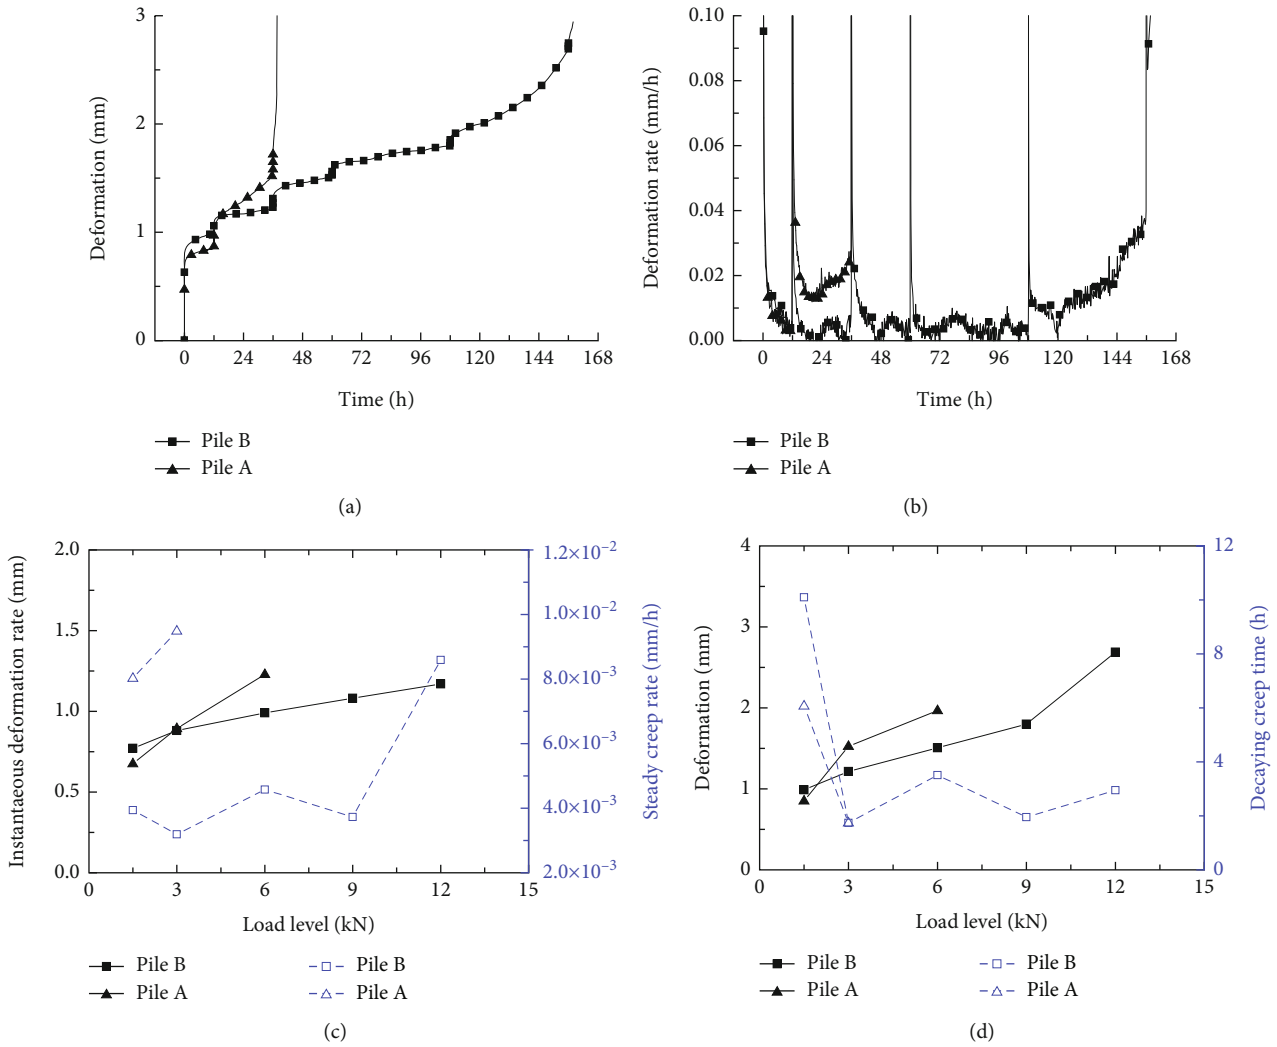 3
2
1
0
Deformation (mm)
0 24 48 72 96 120 144 168
Time (h)
Pile B
Pile A
(a)
0.10
0.08
0.06
0.04
0.02
0.00
Deformation rate (mm/h)
0 24 48 72 96 120 144 168
Time (h)
Pile B
Pile A
(b)
2.0
1.5
1.0
0.5
0.0
Instantaeous deformation rate (mm)
1.2×10⁻²
1.0×10⁻²
8.0×10⁻³
6.0×10⁻³
4.0×10⁻³
2.0×10⁻³
Steady creep rate (mm/h)
0 3 6 9 12 15
Load level (kN)
Pile B Pile B
Pile A Pile A
(c)
4
3
2
1
0
Deformation (mm)
12
8
4
0
Decaying creep time (h)
0 3 6 9 12 15
Load level (kN)
Pile B Pile B
Pile A Pile A
(d)